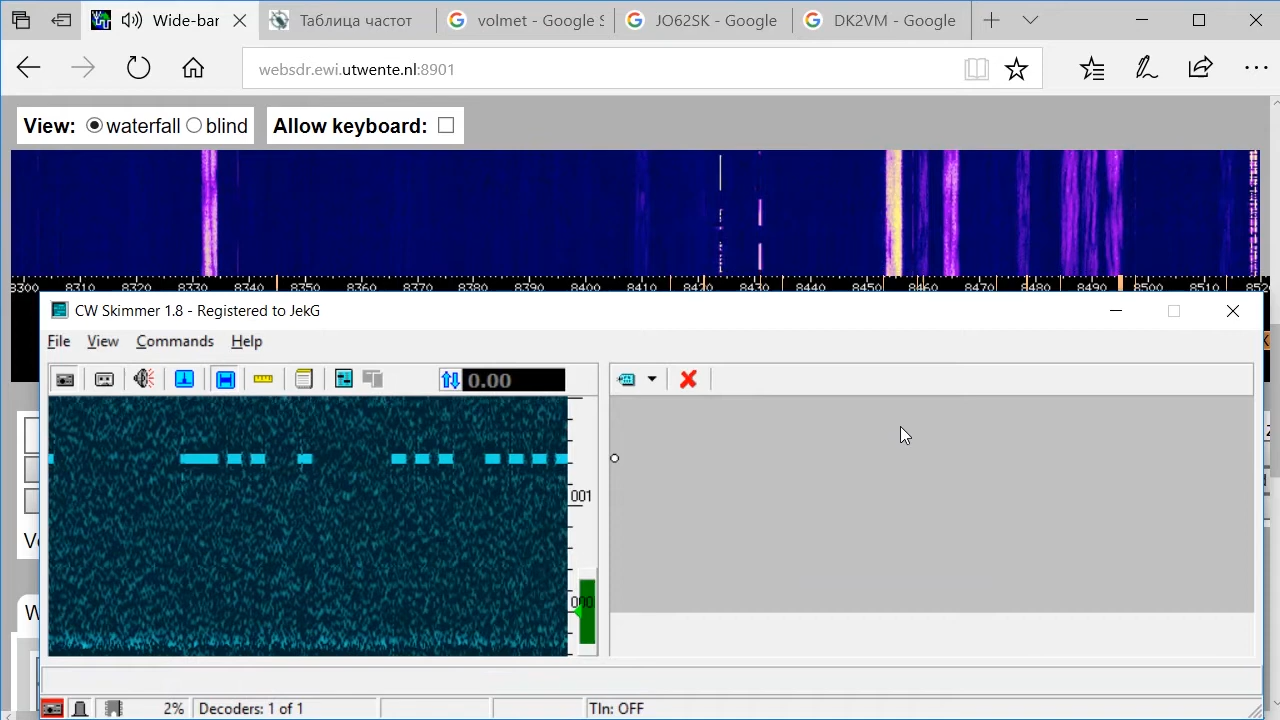 Wide-bar
Таблица частот
volmet - Google S
JO62SK - Google
DK2VM - Google
websdr.ewi.utwente.nl:8901
View: waterfall blind Allow keyboard:
8300 8310 8320 8330 8340 8350 8360 8370 8380 8390 8400 8410 8420 8430 8440 8450 8460 8470 8480 8490 8500 8510 852
CW Skimmer 1.8 - Registered to JekG
File View Commands Help
0.00
001
000
2% Decoders: 1 of 1 TIn: OFF